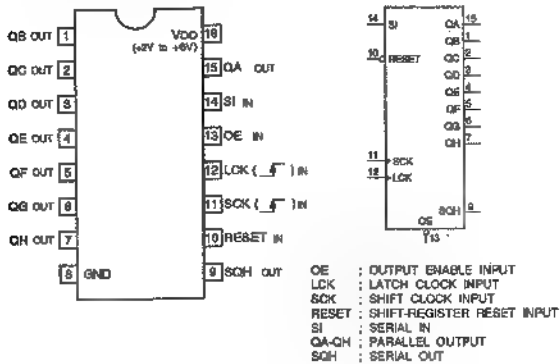 QB OUT 1
QC OUT 2
QD OUT 3
QE OUT 4
QF OUT 5
QG OUT 6
QH OUT 7
8 GND
VDD 16
(+2V to +6V)
15 QA OUT
14 SI IN
13 OE IN
12 LCK ( ) IN
11 SCK ( ) IN
10 RESET IN
9 SQH OUT
14 SI
10 RESET
11 SCK
12 LCK
QA 15
QB 1
QC 2
QD 3
QE 4
QF 5
QG 6
QH 7
SQH 9
OE
13
OE : OUTPUT ENABLE INPUT
LCK : LATCH CLOCK INPUT
SCK : SHIFT CLOCK INPUT
RESET : SHIFT-REGISTER RESET INPUT
SI : SERIAL IN
QA-QH : PARALLEL OUTPUT
SQH : SERIAL OUT